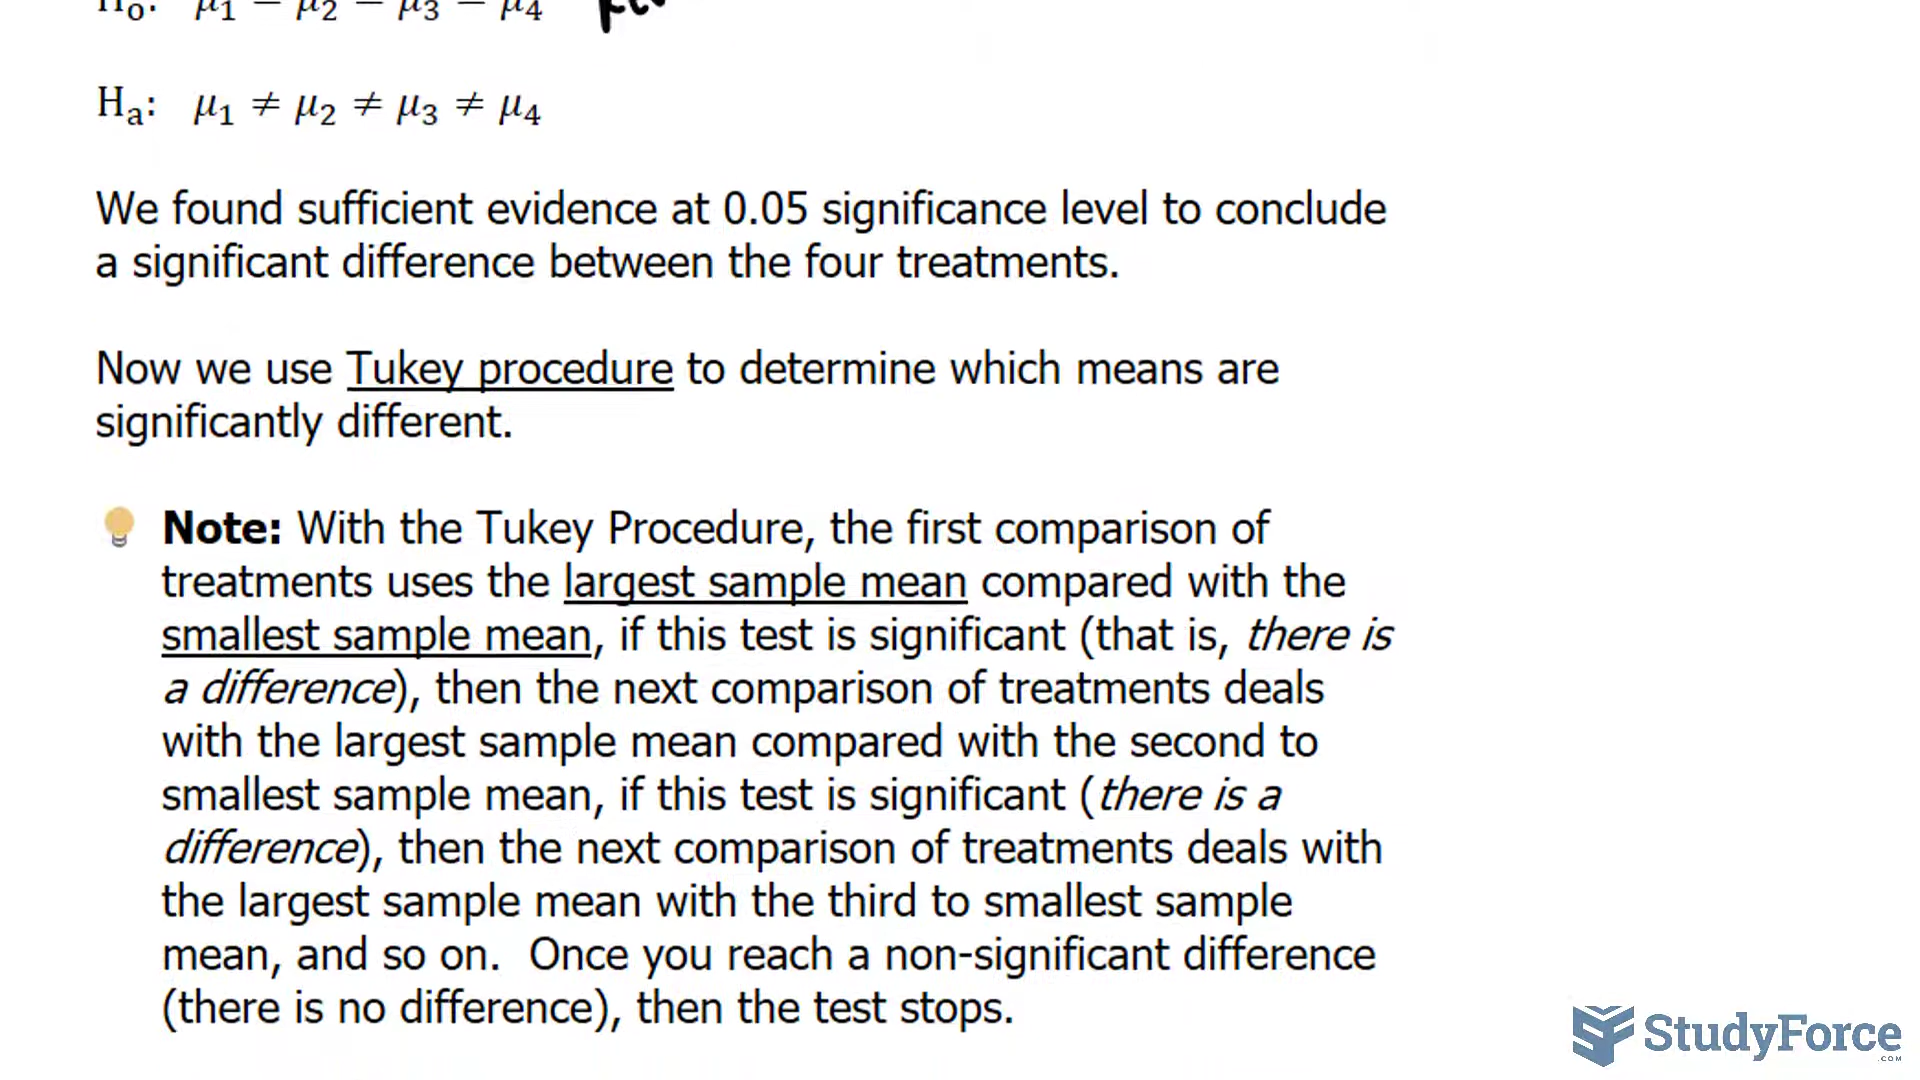 H₀: μ₁ = μ₂ = μ₃ = μ₄
Hₐ: μ₁ ≠ μ₂ ≠ μ₃ ≠ μ₄
We found sufficient evidence at 0.05 significance level to conclude
a significant difference between the four treatments.
Now we use Tukey procedure to determine which means are
significantly different.
Note: With the Tukey Procedure, the first comparison of
treatments uses the largest sample mean compared with the
smallest sample mean, if this test is significant (that is, there is
a difference), then the next comparison of treatments deals
with the largest sample mean compared with the second to
smallest sample mean, if this test is significant (there is a
difference), then the next comparison of treatments deals with
the largest sample mean with the third to smallest sample
mean, and so on.  Once you reach a non-significant difference
(there is no difference), then the test stops.
StudyForce
.COM